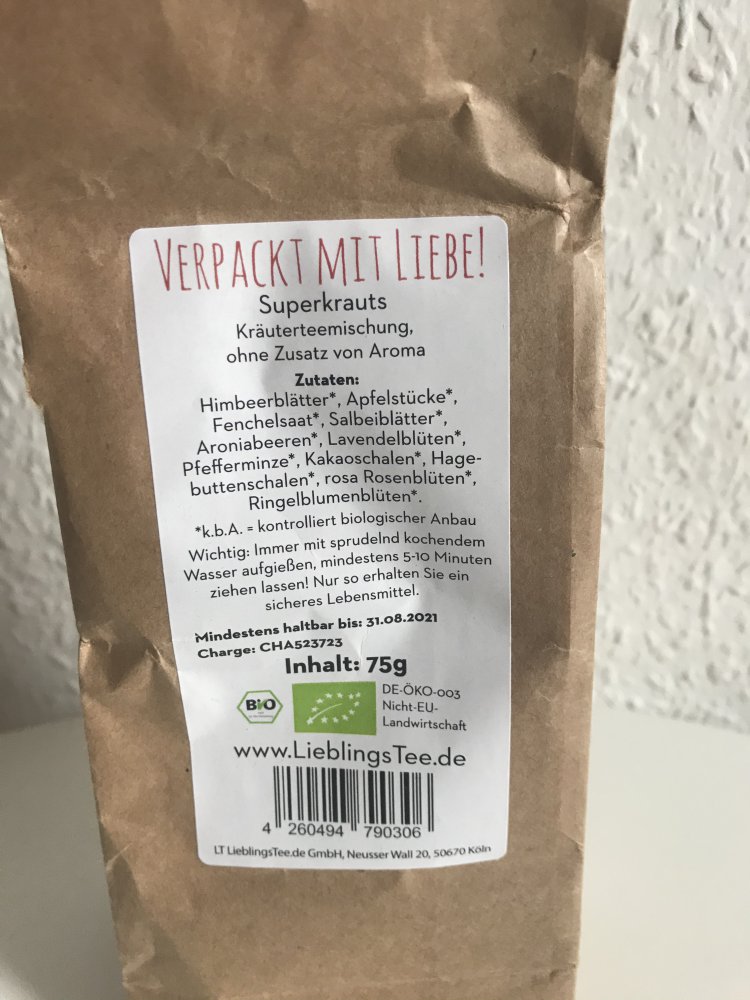 VERPACKT MIT LIEBE!
Superkrauts
Kräuterteemischung,
ohne Zusatz von Aroma
Zutaten:
Himbeerblätter*, Apfelstücke*,
Fenchelsaat*, Salbeiblätter*,
Aroniabeeren*, Lavendelblüten*,
Pfefferminze*, Kakaoschalen*, Hage-
buttenschalen*, rosa Rosenblüten*,
Ringelblumenblüten*.
*k.b.A. = kontrolliert biologischer Anbau
Wichtig: Immer mit sprudelnd kochendem
Wasser aufgießen, mindestens 5-10 Minuten
ziehen lassen! Nur so erhalten Sie ein
sicheres Lebensmittel.
Mindestens haltbar bis: 31.08.2021
Charge: CHA523723
Inhalt: 75g
BIO
DE-ÖKO-003
Nicht-EU-
Landwirtschaft
www.LieblingsTee.de
4 260494 790306
LT LieblingsTee.de GmbH, Neusser Wall 20, 50670 Köln